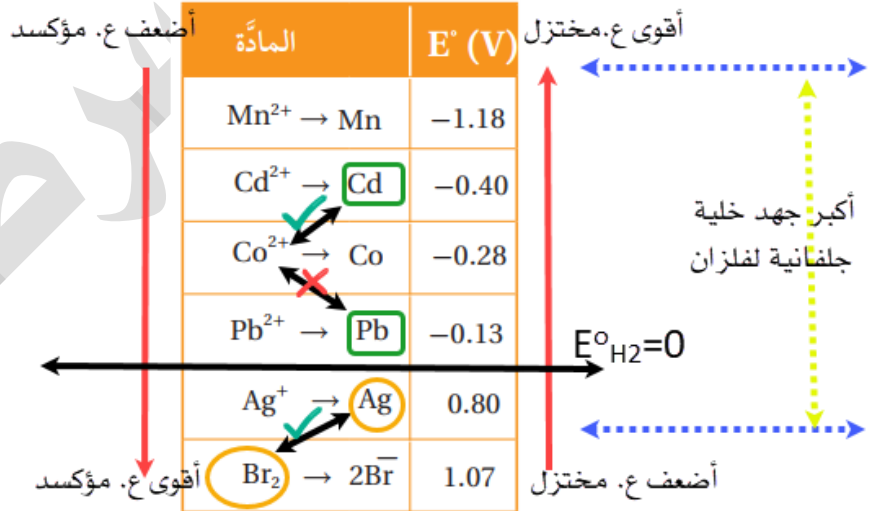 أضعف ع. مؤكسد
المادَّة
E° (V)
أقوى ع.مختزل
Mn²⁺ → Mn
−1.18
Cd²⁺ → Cd
−0.40
Co²⁺ → Co
−0.28
أكبر جهد خلية
جلفانية لفلزان
Pb²⁺ → Pb
−0.13
E°H2=0
Ag⁺ → Ag
0.80
Br₂ → 2Br⁻
1.07
أقوى ع. مؤكسد
أضعف ع. مختزل